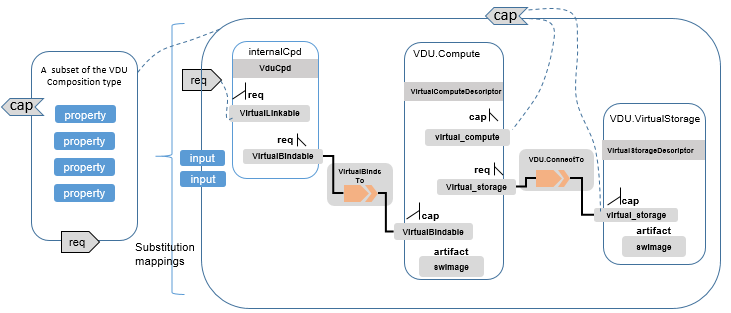 cap
A subset of the VDU
Composition type
cap
property
property
property
property
req
Substitution
mappings
req
input
input
internalCpd
VduCpd
req
VirtualLinkable
req
VirtualBindable
VirtualBinds
To
VDU.Compute
VirtualComputeDescriptor
cap
virtual_compute
req
Virtual_storage
cap
VirtualBindable
artifact
swImage
VDU.ConnectTo
VDU.VirtualStorage
VirtualStorageDescriptor
cap
virtual_storage
artifact
swImage